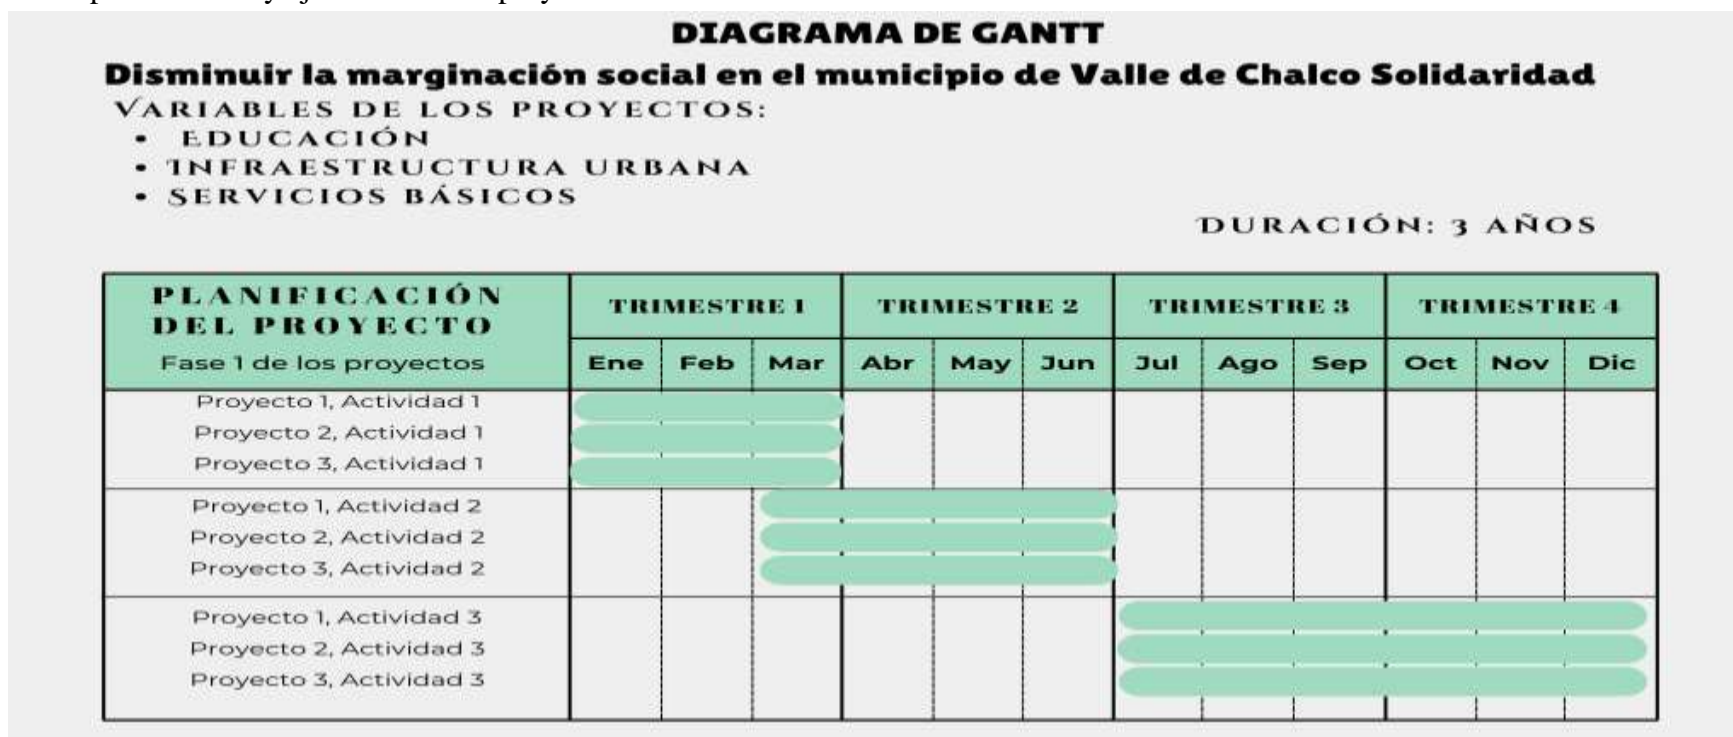 DIAGRAMA DE GANTT
Disminuir la marginación social en el municipio de Valle de Chalco Solidaridad
VARIABLES DE LOS PROYECTOS:
• EDUCACIÓN
• INFRAESTRUCTURA URBANA
• SERVICIOS BÁSICOS
DURACIÓN: 3 AÑOS
PLANIFICACIÓN
DEL PROYECTO
Fase 1 de los proyectos
TRIMESTRE 1 TRIMESTRE 2 TRIMESTRE 3 TRIMESTRE 4
Ene Feb Mar Abr May Jun Jul Ago Sep Oct Nov Dic
Proyecto 1, Actividad 1
Proyecto 2, Actividad 1
Proyecto 3, Actividad 1
Proyecto 1, Actividad 2
Proyecto 2, Actividad 2
Proyecto 3, Actividad 2
Proyecto 1, Actividad 3
Proyecto 2, Actividad 3
Proyecto 3, Actividad 3